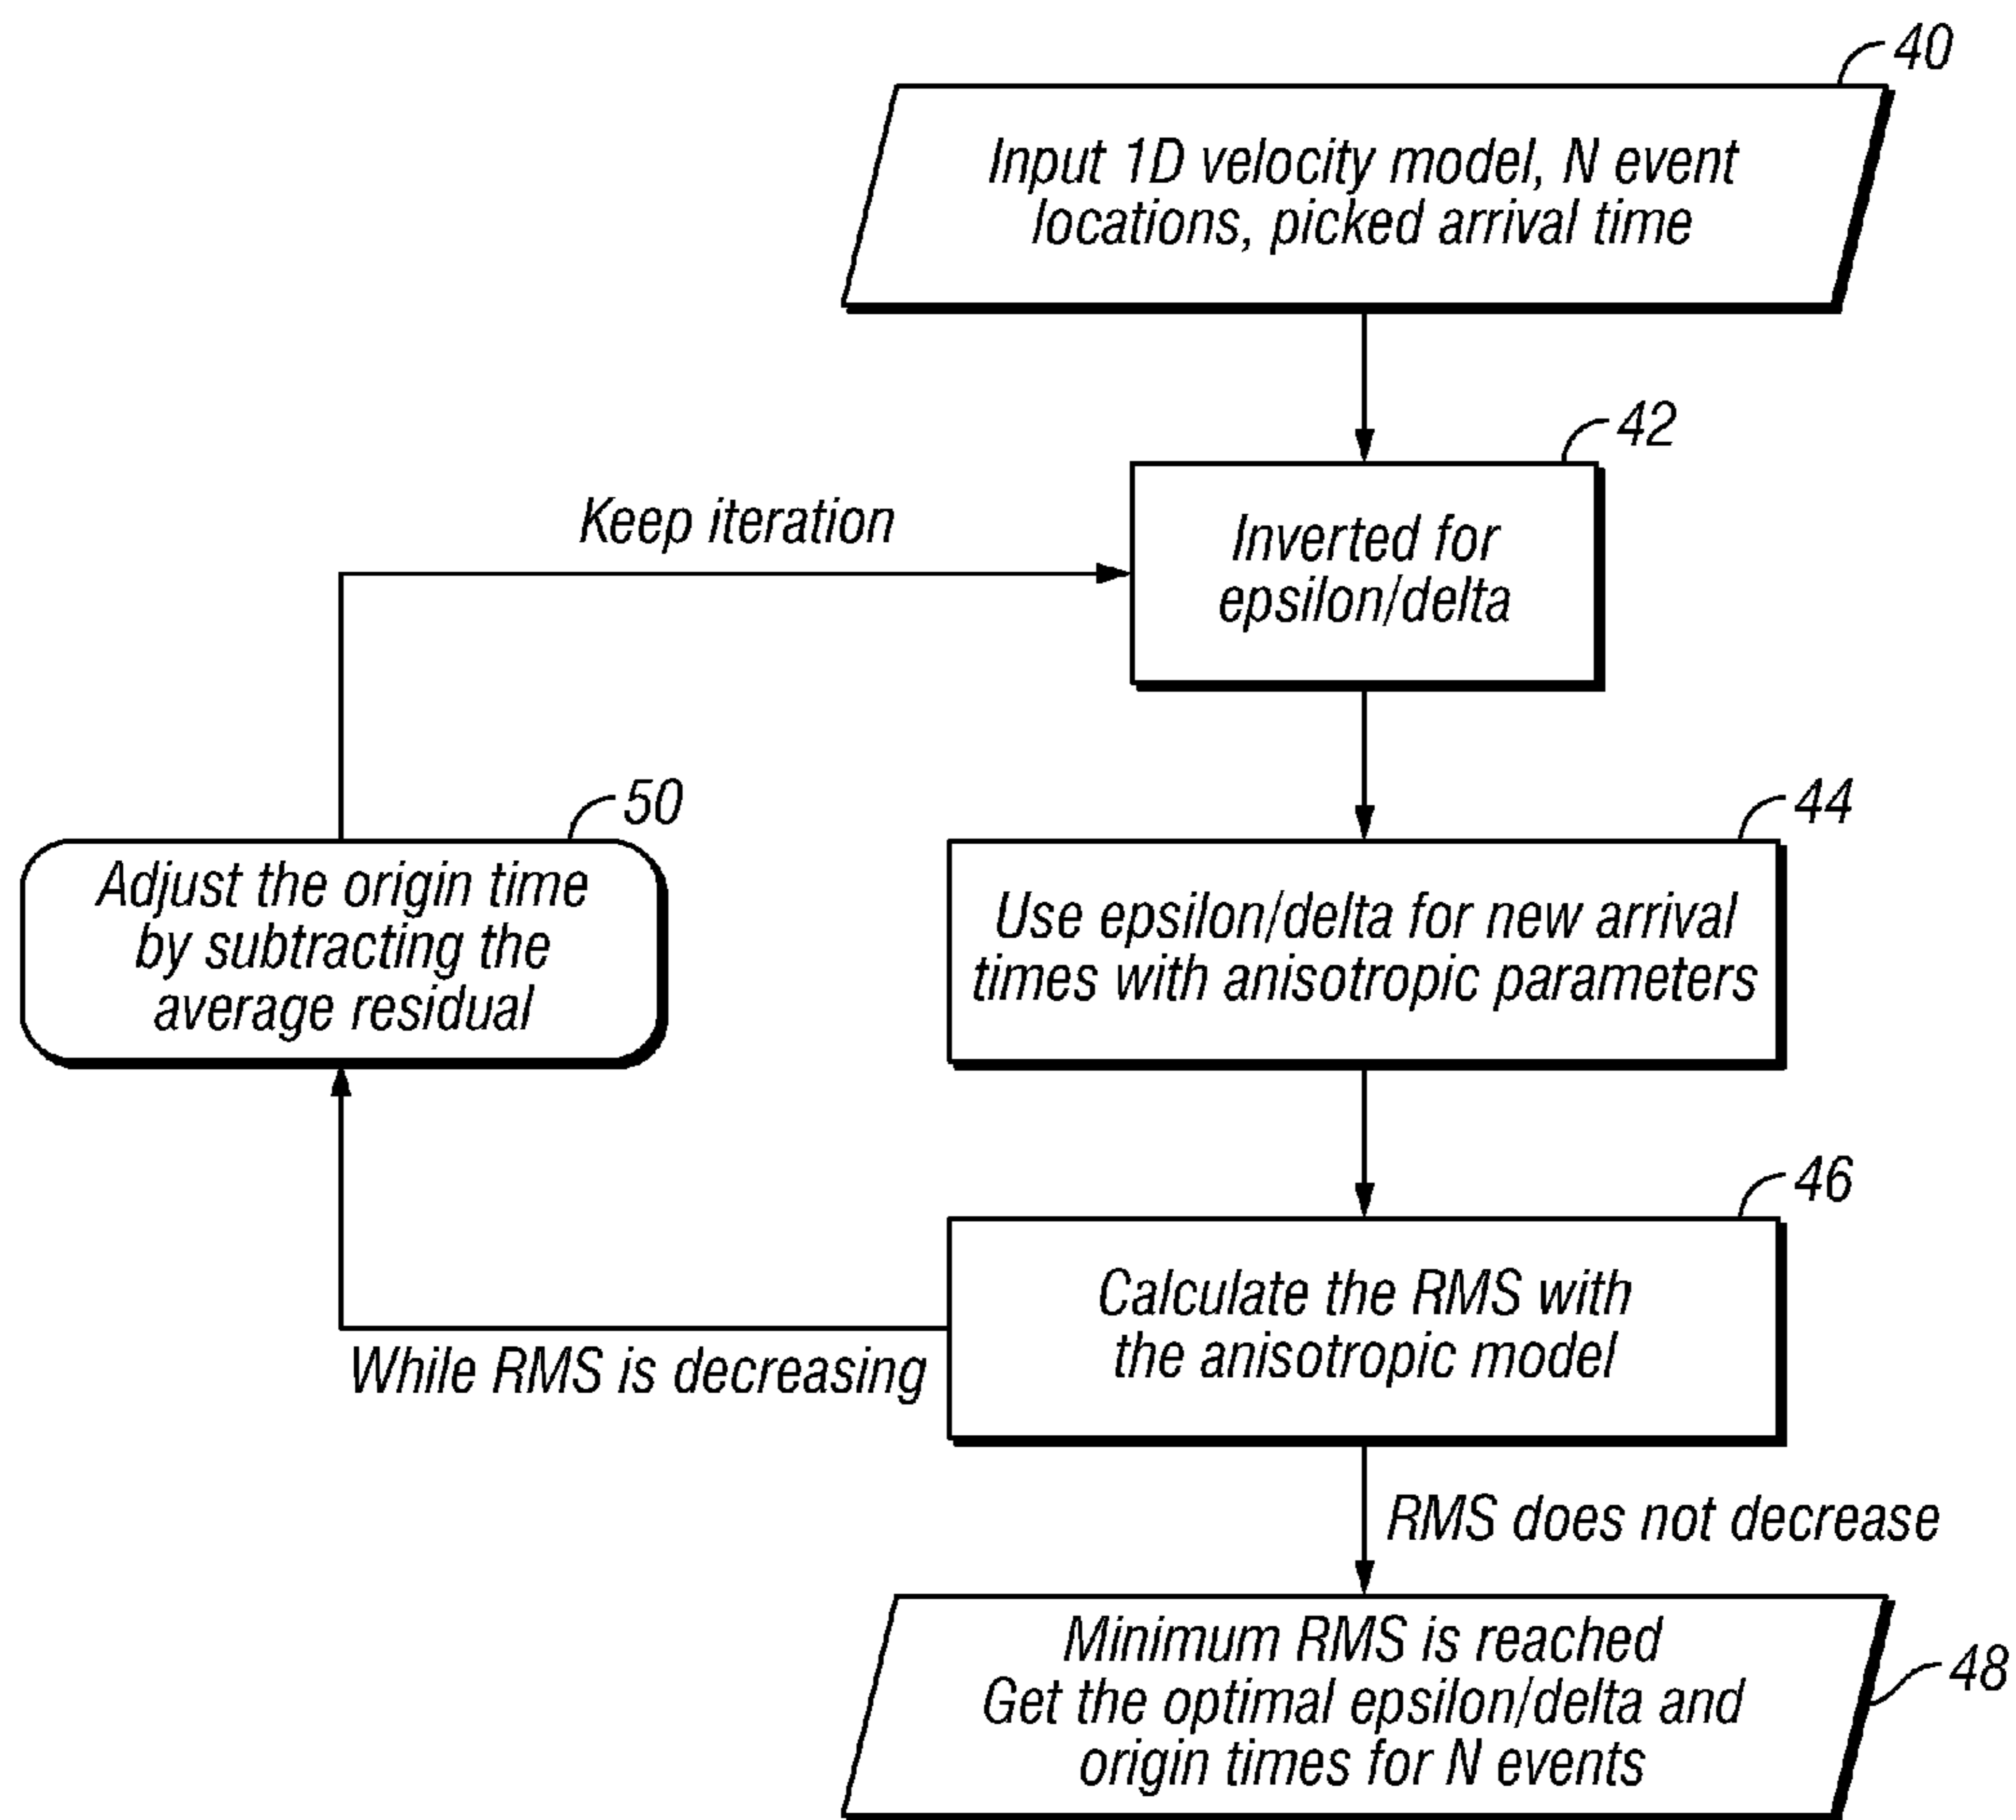 40
Input 1D velocity model, N event
locations, picked arrival time
42
Keep iteration
Inverted for
epsilon/delta
50
44
Adjust the origin time
by subtracting the
average residual
Use epsilon/delta for new arrival
times with anisotropic parameters
46
Calculate the RMS with
the anisotropic model
While RMS is decreasing
RMS does not decrease
48
Minimum RMS is reached
Get the optimal epsilon/delta and
origin times for N events